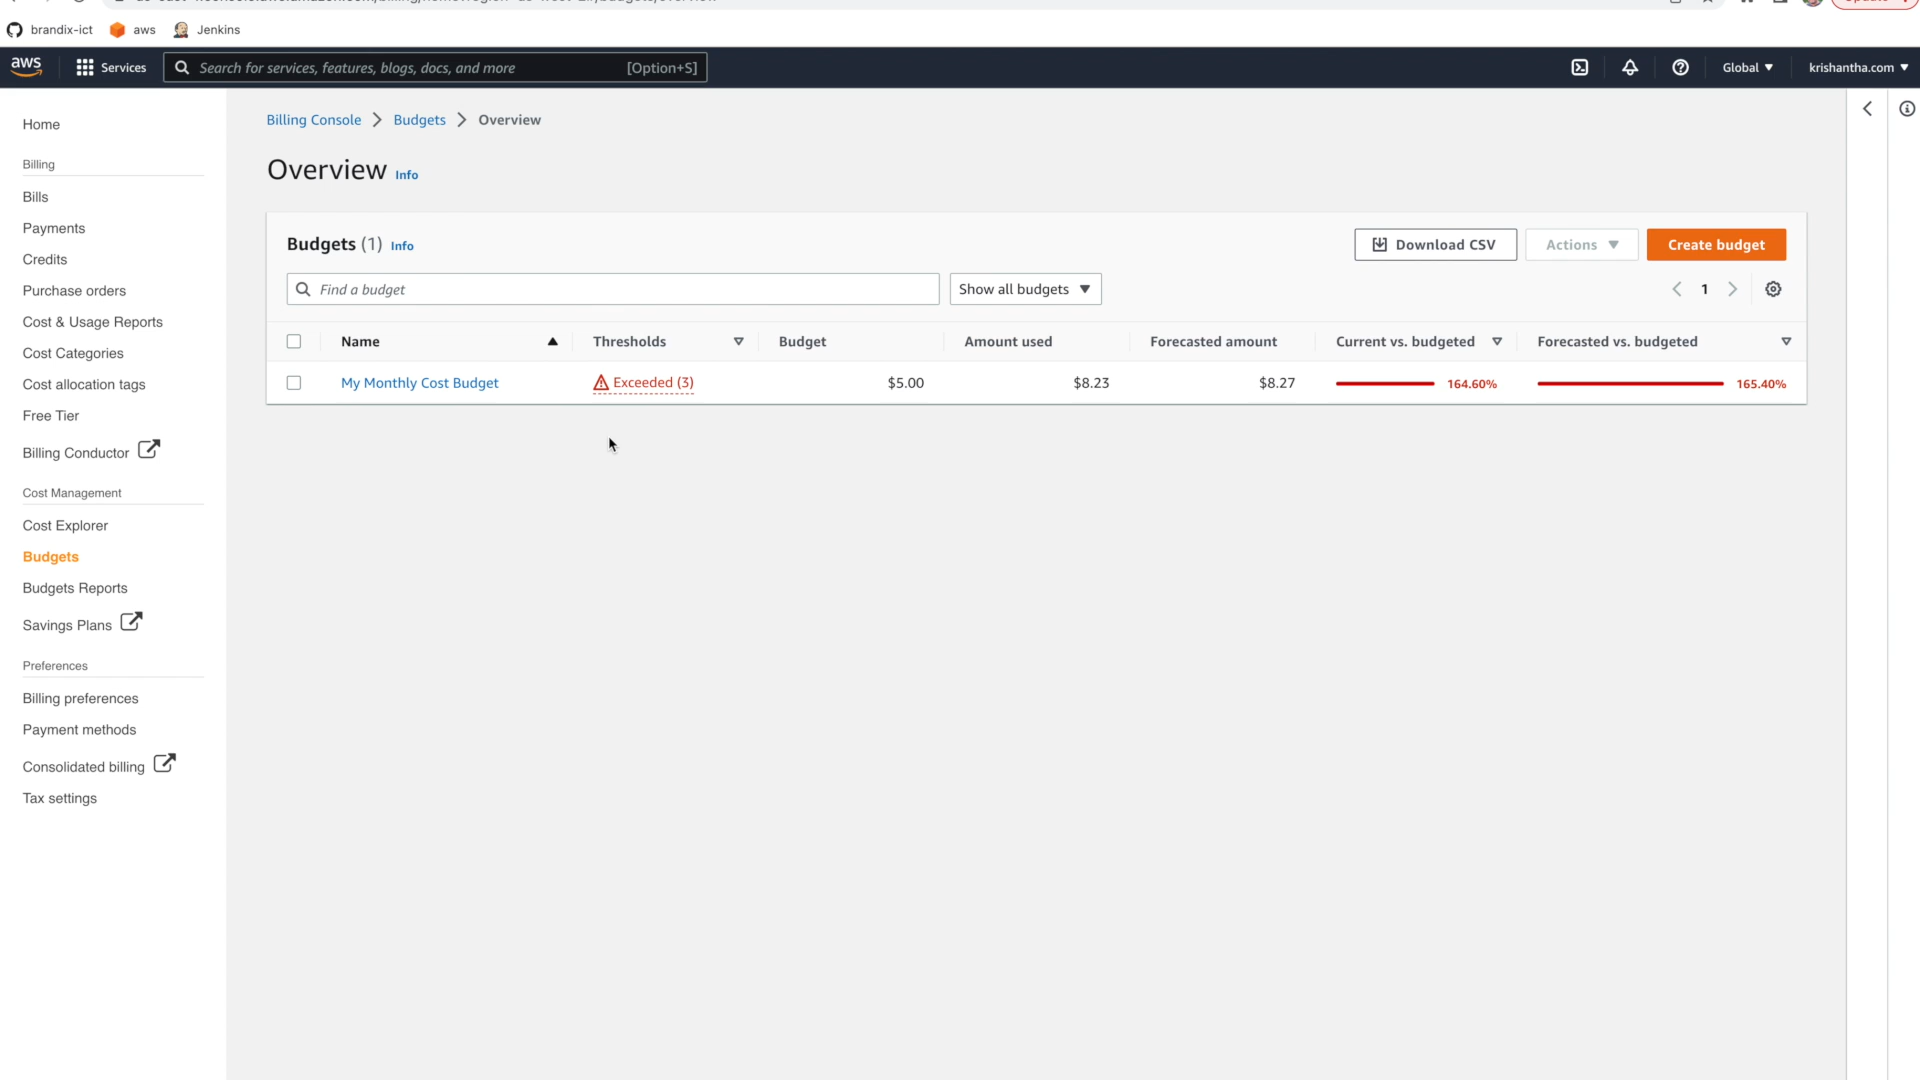 brandix-ict aws Jenkins
aws Services Search for services, features, blogs, docs, and more [Option+S] Global krishantha.com
Home
Billing
Bills
Payments
Credits
Purchase orders
Cost & Usage Reports
Cost Categories
Cost allocation tags
Free Tier
Billing Conductor
Cost Management
Cost Explorer
Budgets
Budgets Reports
Savings Plans
Preferences
Billing preferences
Payment methods
Consolidated billing
Tax settings
Billing Console > Budgets > Overview
Overview Info
Budgets (1) Info Download CSV Actions Create budget
Find a budget Show all budgets 1
Name Thresholds Budget Amount used Forecasted amount Current vs. budgeted Forecasted vs. budgeted
My Monthly Cost Budget Exceeded (3) $5.00 $8.23 $8.27 164.60% 165.40%